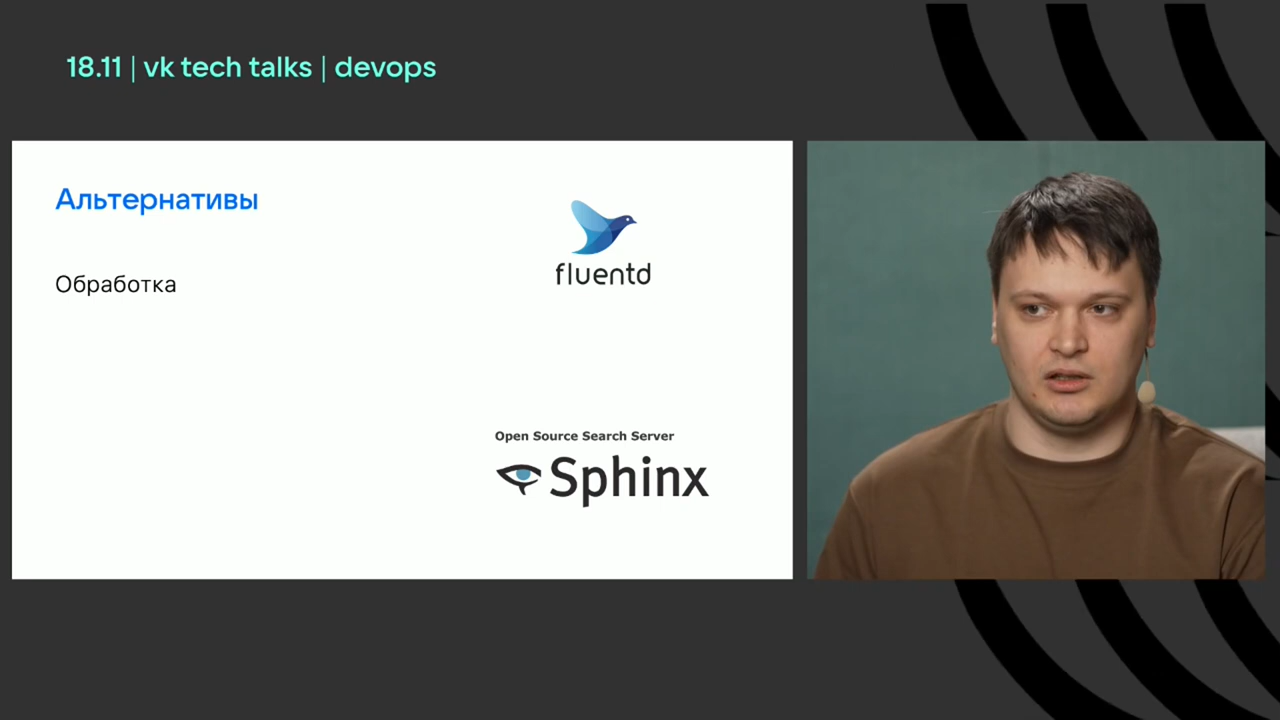 18.11 | vk tech talks | devops
Альтернативы
Обработка
fluentd
Open Source Search Server
Sphinx